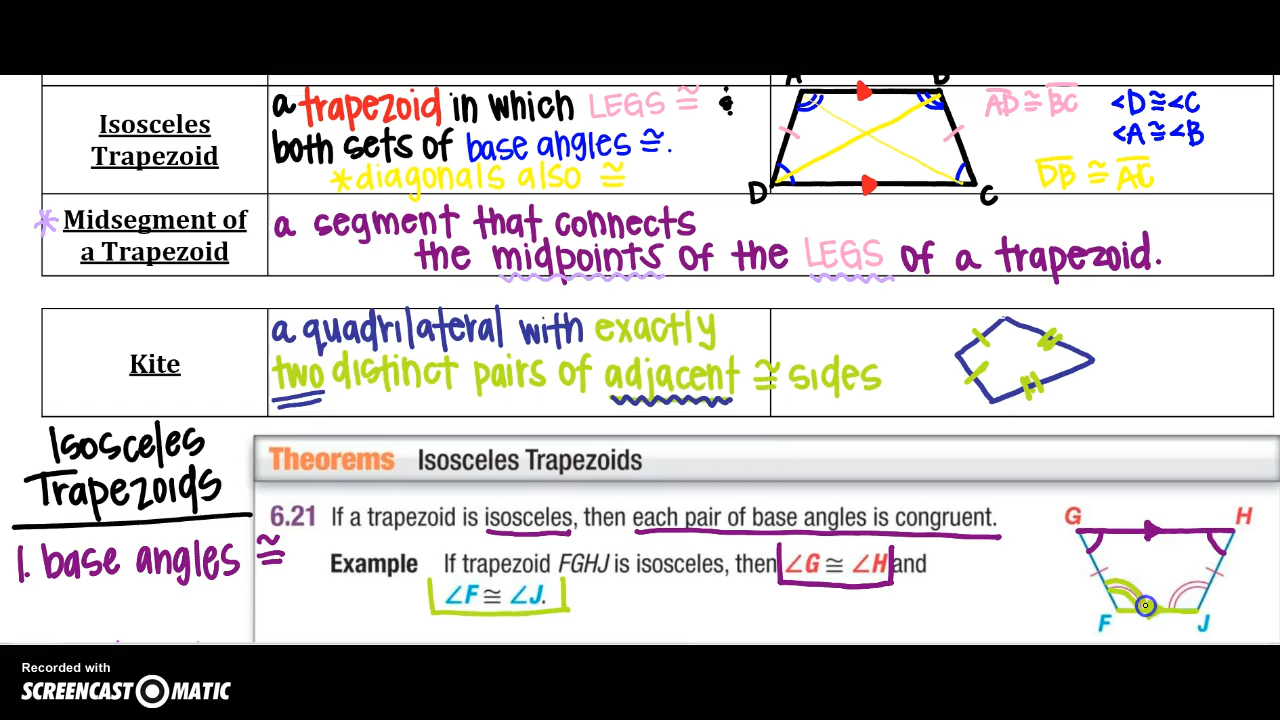 A B
Isosceles
Trapezoid
a trapezoid in which LEGS ≅ &
both sets of base angles ≅.
*diagonals also ≅
AD ≅ BC
<D ≅ <C
<A ≅ <B
DB ≅ AC
D C
* Midsegment of
a Trapezoid
a segment that connects
the midpoints of the LEGS of a trapezoid.
Kite
a quadrilateral with exactly
two distinct pairs of adjacent ≅ sides
Isosceles
Trapezoids
1. base angles ≅
Theorems Isosceles Trapezoids
6.21 If a trapezoid is isosceles, then each pair of base angles is congruent.
Example If trapezoid FGHJ is isosceles, then ∠G ≅ ∠H and
∠F ≅ ∠J.
G H
F J
Recorded with
SCREENCAST O MATIC